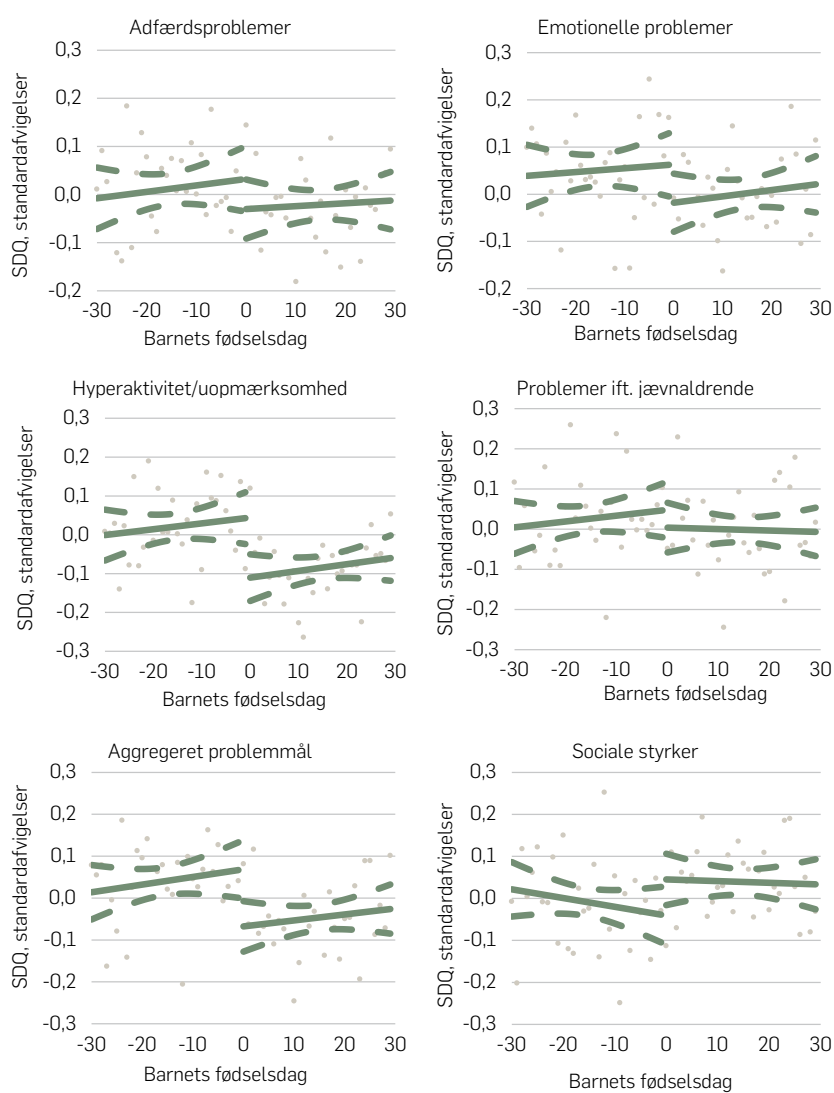 Adfærdsproblemer
0,3
0,2
0,1
0,0
-0,1
-0,2
-30 -20 -10 0 10 20 30
SDQ, standardafvigelser
Barnets fødselsdag
Emotionelle problemer
0,3
0,2
0,1
0,0
-0,1
-0,2
-30 -20 -10 0 10 20 30
SDQ, standardafvigelser
Barnets fødselsdag
Hyperaktivitet/uopmærksomhed
0,3
0,2
0,1
0,0
-0,1
-0,2
-0,3
-30 -20 -10 0 10 20 30
SDQ, standardafvigelser
Barnets fødselsdag
Problemer ift. jævnaldrende
0,3
0,2
0,1
0,0
-0,1
-0,2
-0,3
-30 -20 -10 0 10 20 30
SDQ, standardafvigelser
Barnets fødselsdag
Aggregeret problemmål
0,3
0,2
0,1
0,0
-0,1
-0,2
-0,3
-30 -20 -10 0 10 20 30
SDQ, standardafvigelser
Barnets fødselsdag
Sociale styrker
0,3
0,2
0,1
0,0
-0,1
-0,2
-0,3
-30 -20 -10 0 10 20 30
SDQ, standardafvigelser
Barnets fødselsdag